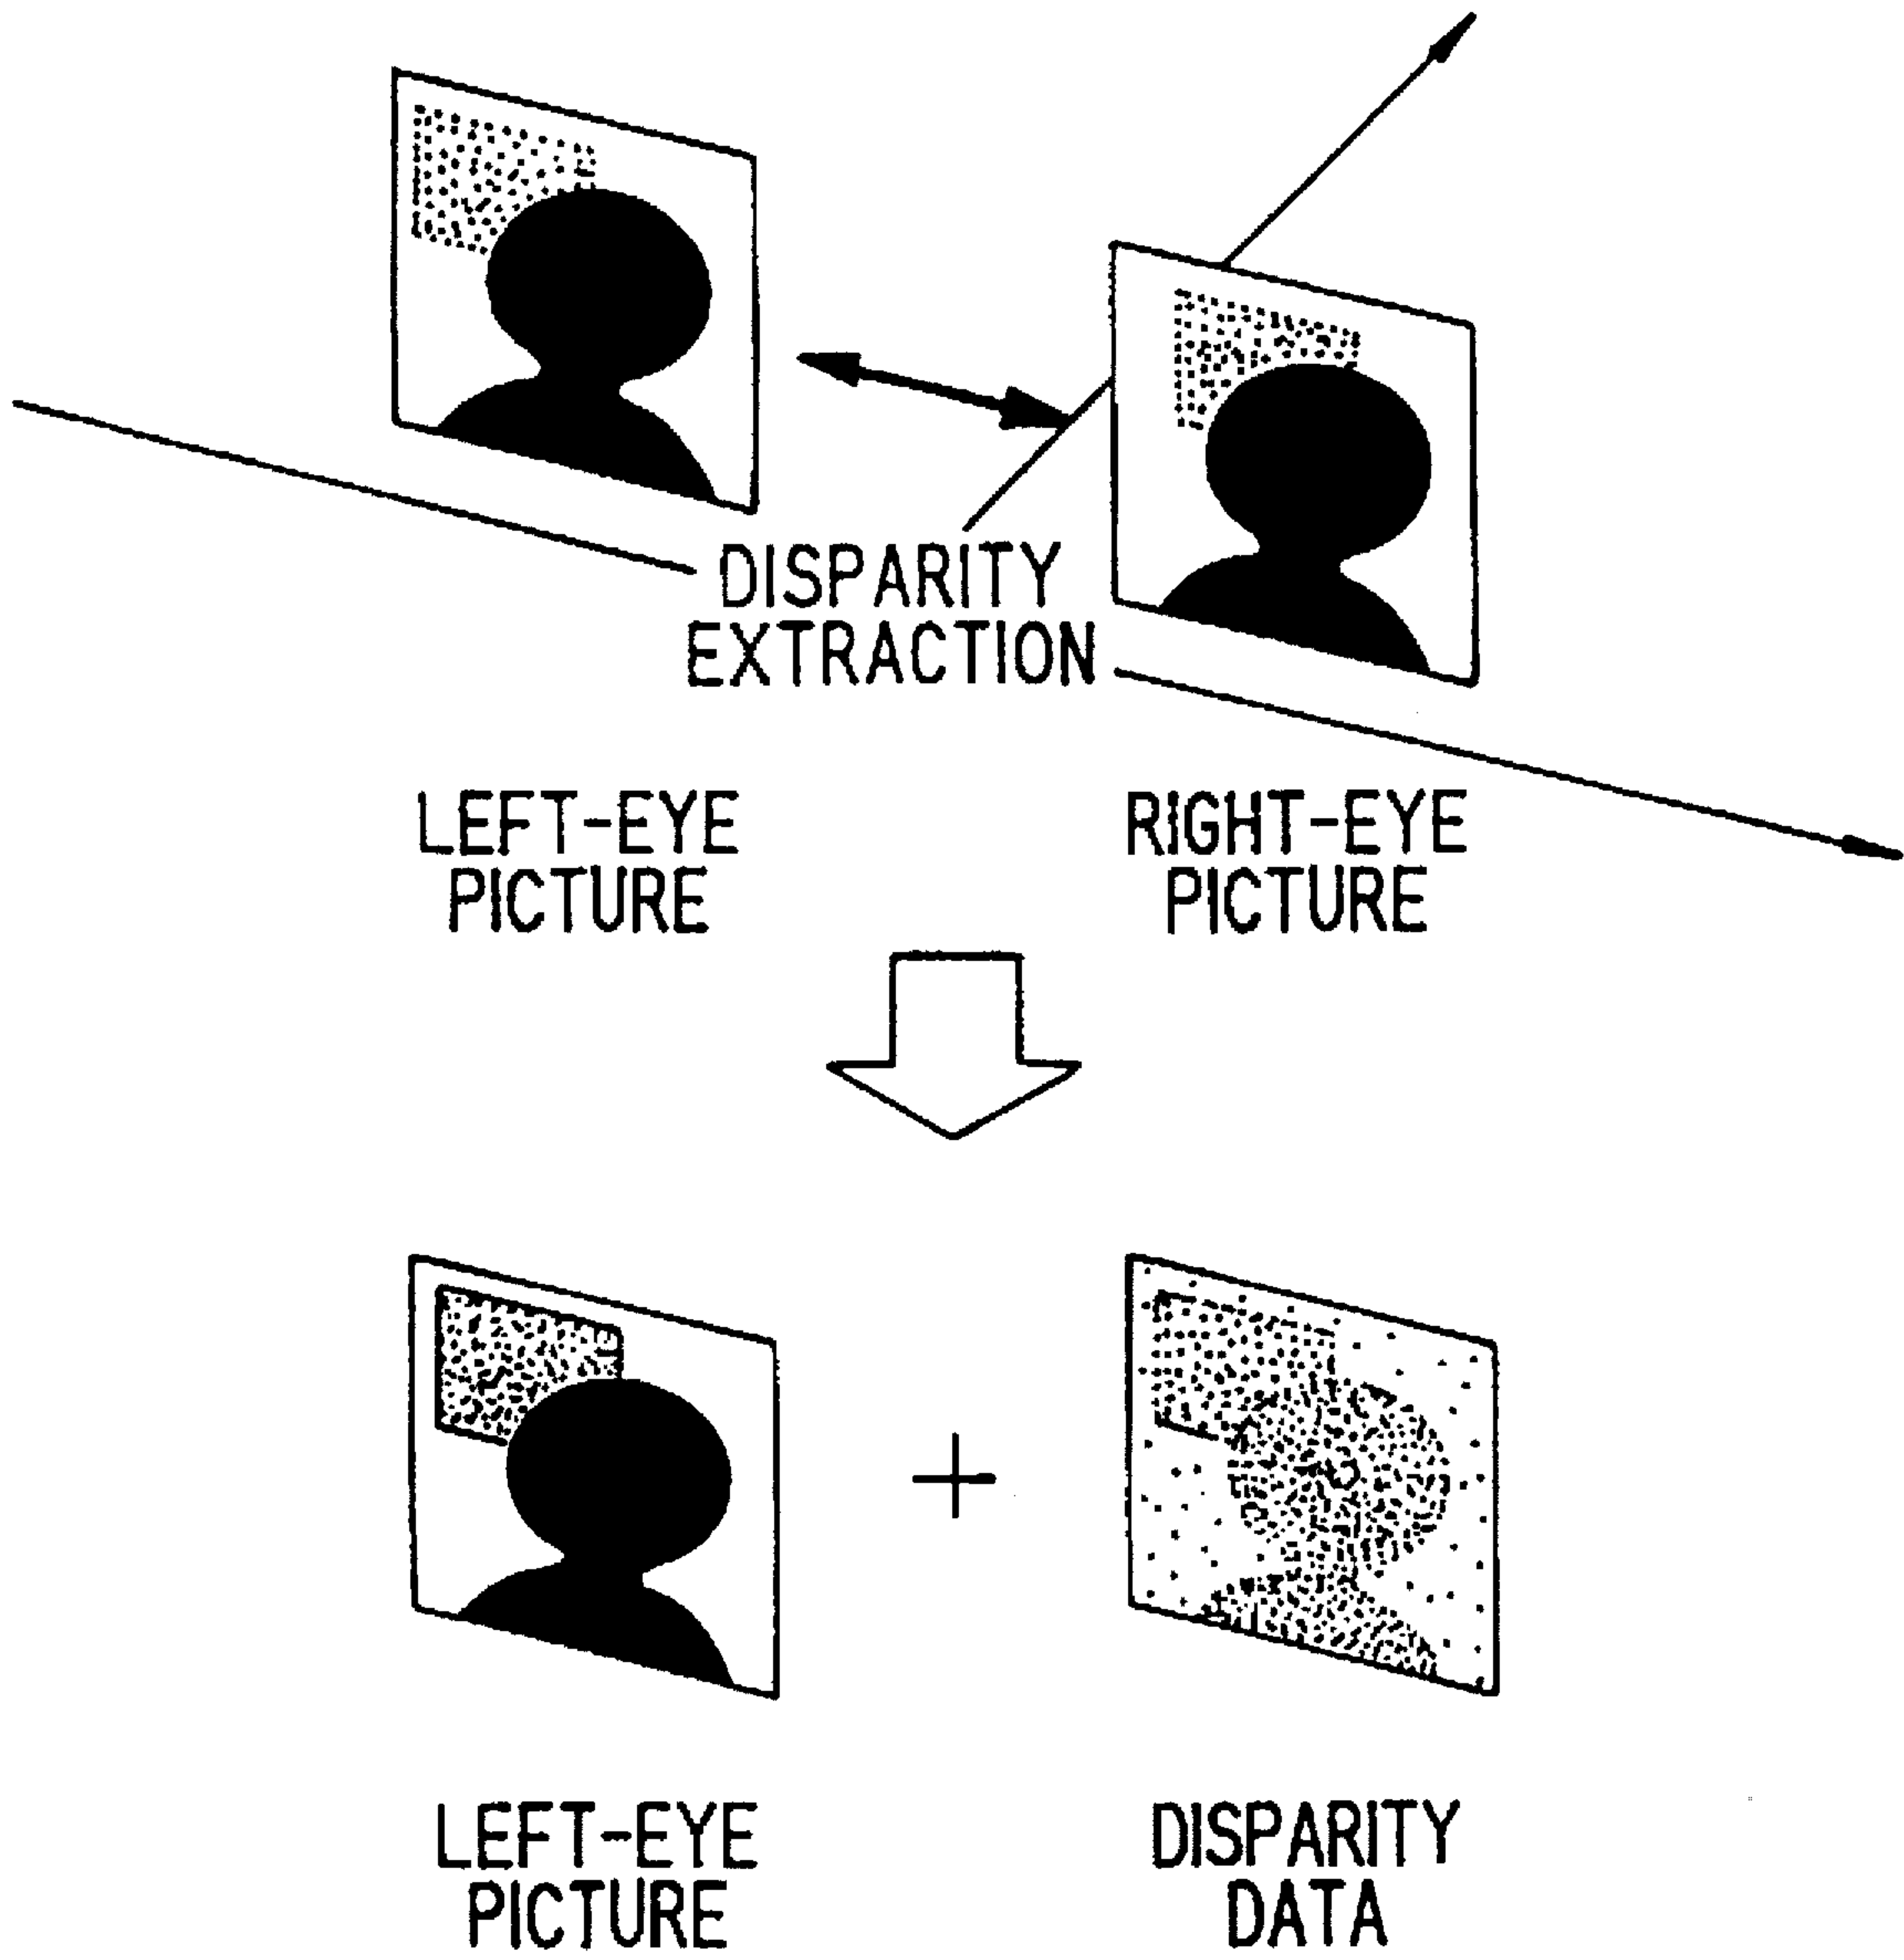 DISPARITY
EXTRACTION
LEFT-EYE
PICTURE
RIGHT-EYE
PICTURE
LEFT-EYE
PICTURE
DISPARITY
DATA